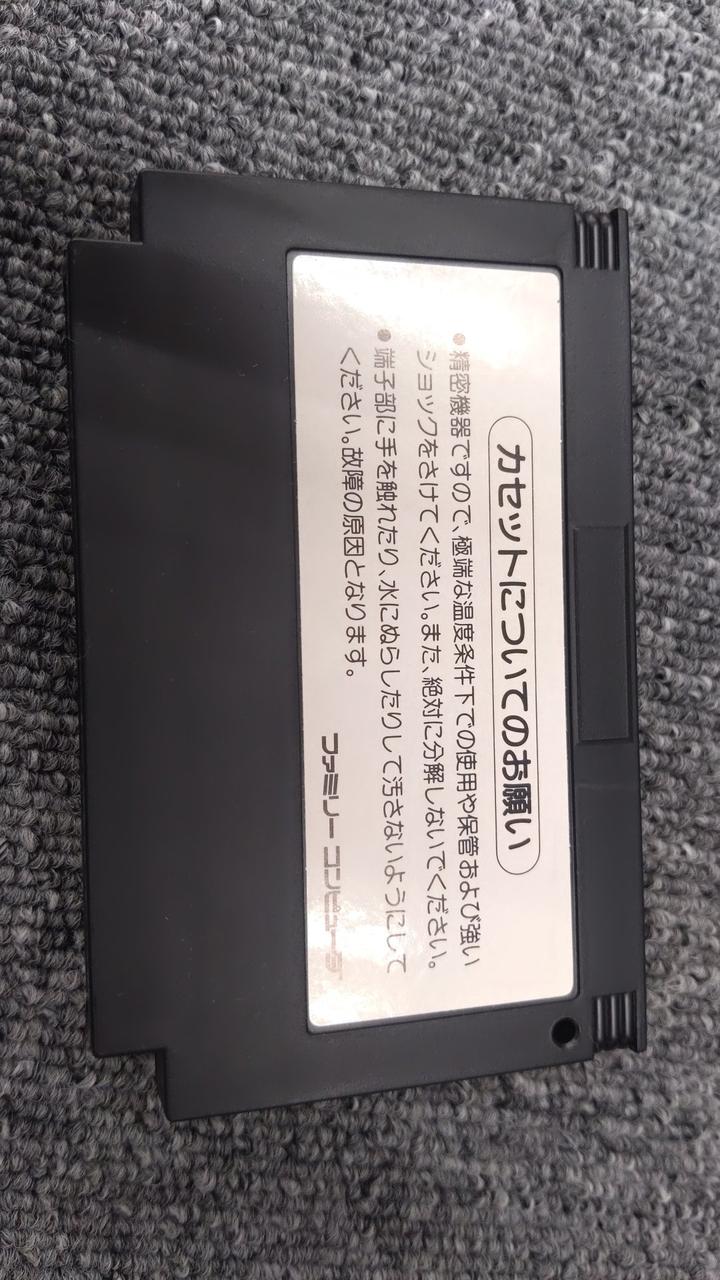 カセットについてのお願い
●精密機器ですので、極端な温度条件下での使用や保管および強い
ショックをさけてください。また、絶対に分解しないでください。
●端子部に手を触れたり、水にぬらしたりして汚さないようにして
ください。故障の原因となります。
ファミリーコンピュータ